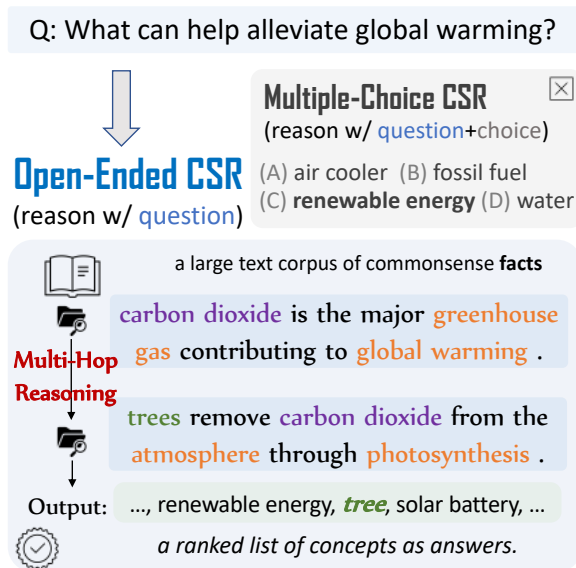 Q: What can help alleviate global warming?
Multiple-Choice CSR
(reason w/ question+choice)
(A) air cooler (B) fossil fuel
(C) renewable energy (D) water
Open-Ended CSR
(reason w/ question)
a large text corpus of commonsense facts
carbon dioxide is the major greenhouse
gas contributing to global warming .
Multi-Hop
Reasoning
trees remove carbon dioxide from the
atmosphere through photosynthesis .
Output: …, renewable energy, tree, solar battery, …
a ranked list of concepts as answers.